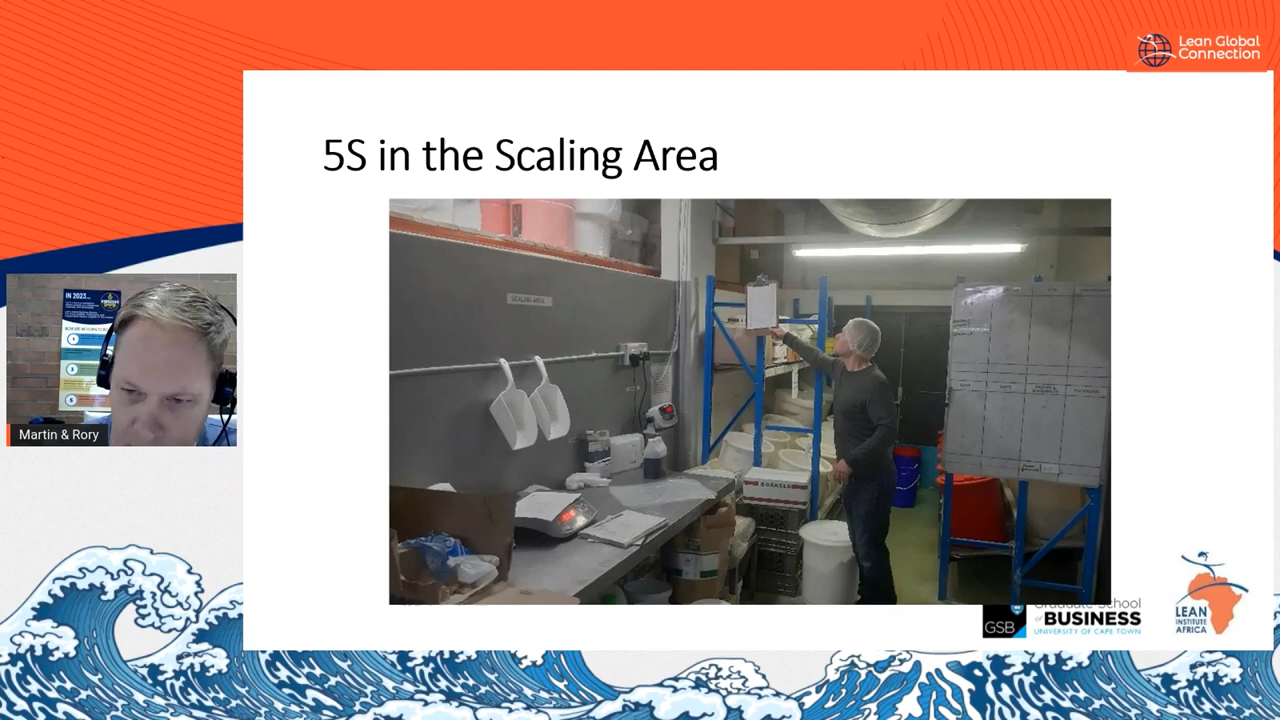 Lean Global
Connection
5S in the Scaling Area
SCALING AREA
IN 2023
Martin & Rory
GSB
Graduate School
of BUSINESS
UNIVERSITY OF CAPE TOWN
LEAN
INSTITUTE
AFRICA